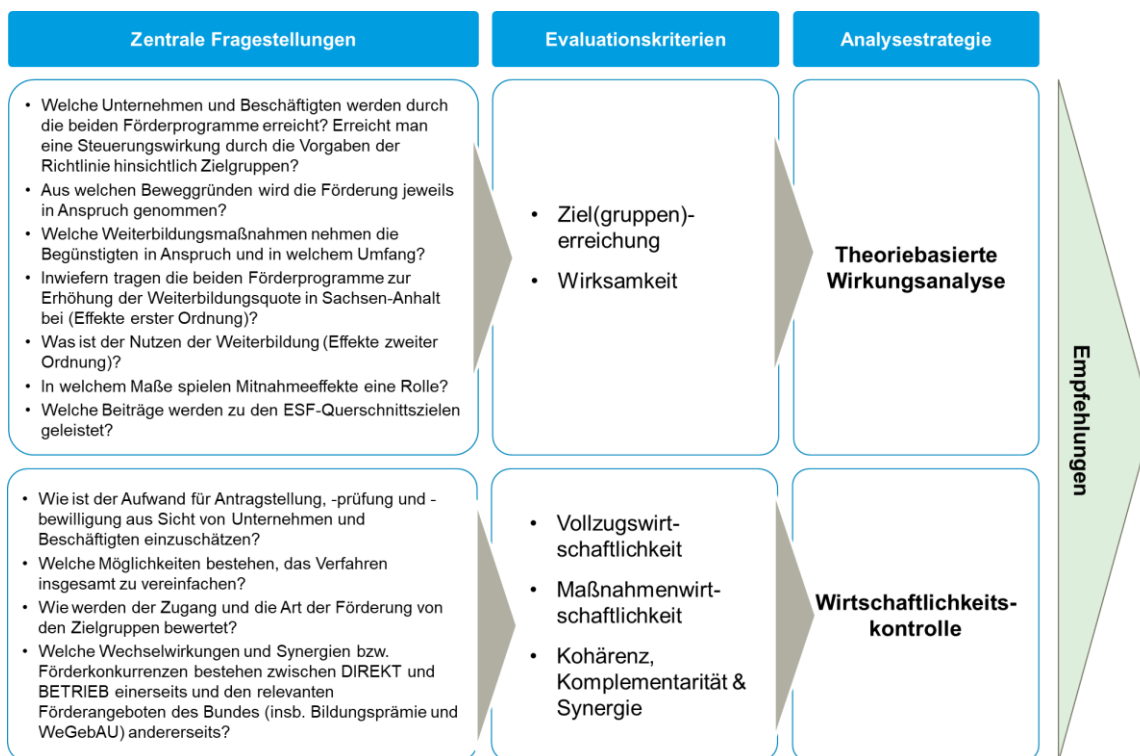 Zentrale Fragestellungen
Evaluationskriterien
Analysestrategie
• Welche Unternehmen und Beschäftigten werden durch
die beiden Förderprogramme erreicht? Erreicht man
eine Steuerungswirkung durch die Vorgaben der
Richtlinie hinsichtlich Zielgruppen?
• Aus welchen Beweggründen wird die Förderung jeweils
in Anspruch genommen?
• Welche Weiterbildungsmaßnahmen nehmen die
Begünstigten in Anspruch und in welchem Umfang?
• Inwiefern tragen die beiden Förderprogramme zur
Erhöhung der Weiterbildungsquote in Sachsen-Anhalt
bei (Effekte erster Ordnung)?
• Was ist der Nutzen der Weiterbildung (Effekte zweiter
Ordnung)?
• In welchem Maße spielen Mitnahmeeffekte eine Rolle?
• Welche Beiträge werden zu den ESF-Querschnittszielen
geleistet?
• Ziel(gruppen)-
erreichung
• Wirksamkeit
Theoriebasierte
Wirkungsanalyse
• Wie ist der Aufwand für Antragstellung, -prüfung und -
bewilligung aus Sicht von Unternehmen und
Beschäftigten einzuschätzen?
• Welche Möglichkeiten bestehen, das Verfahren
insgesamt zu vereinfachen?
• Wie werden der Zugang und die Art der Förderung von
den Zielgruppen bewertet?
• Welche Wechselwirkungen und Synergien bzw.
Förderkonkurrenzen bestehen zwischen DIREKT und
BETRIEB einerseits und den relevanten
Förderangeboten des Bundes (insb. Bildungsprämie und
WeGebAU) andererseits?
• Vollzugswirt-
schaftlichkeit
• Maßnahmenwirt-
schaftlichkeit
• Kohärenz,
Komplementarität &
Synergie
Wirtschaftlichkeits-
kontrolle
Empfehlungen